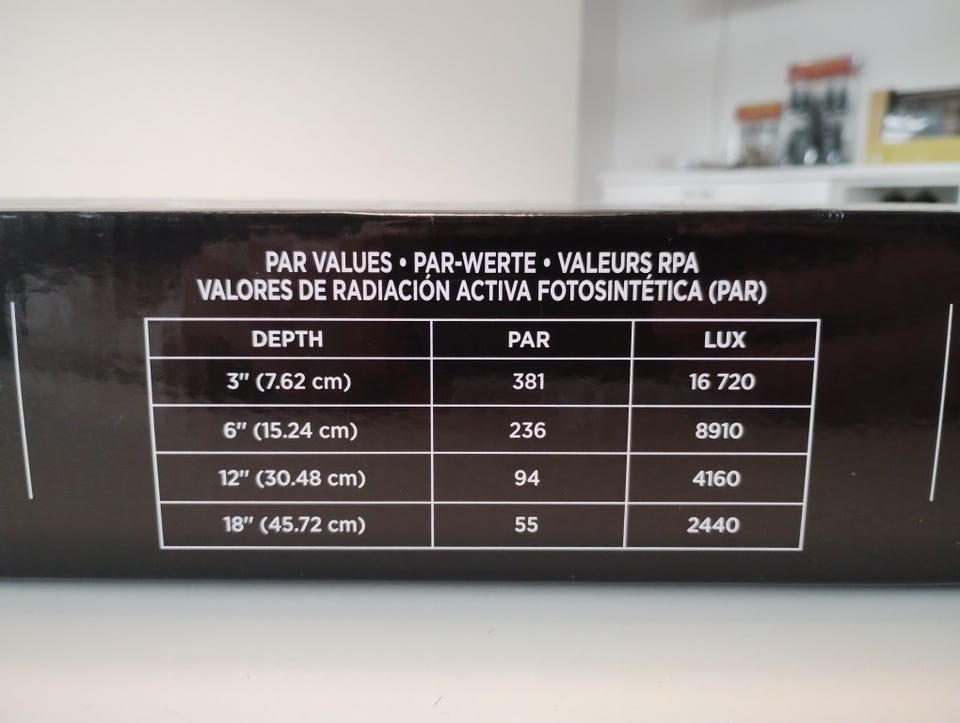 PAR VALUES • PAR-WERTE • VALEURS RPA
VALORES DE RADIACIÓN ACTIVA FOTOSINTÉTICA (PAR)
DEPTH PAR LUX
3" (7.62 cm) 381 16 720
6" (15.24 cm) 236 8910
12" (30.48 cm) 94 4160
18" (45.72 cm) 55 2440